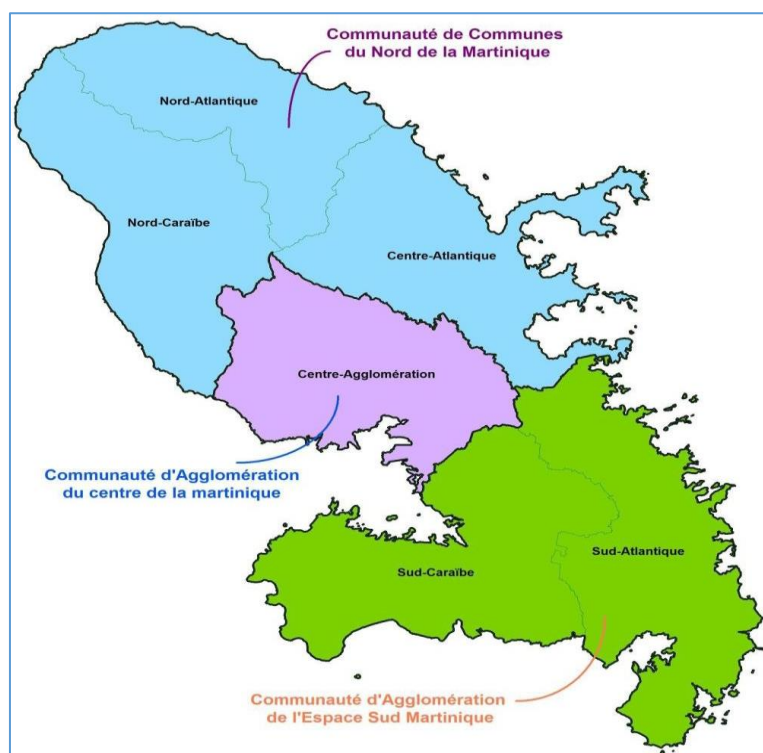 Communauté de Communes
du Nord de la Martinique
Nord-Atlantique
Nord-Caraïbe
Centre-Atlantique
Centre-Agglomération
Communauté d'Agglomération
du centre de la martinique
Sud-Atlantique
Sud-Caraïbe
Communauté d'Agglomération
de l'Espace Sud Martinique